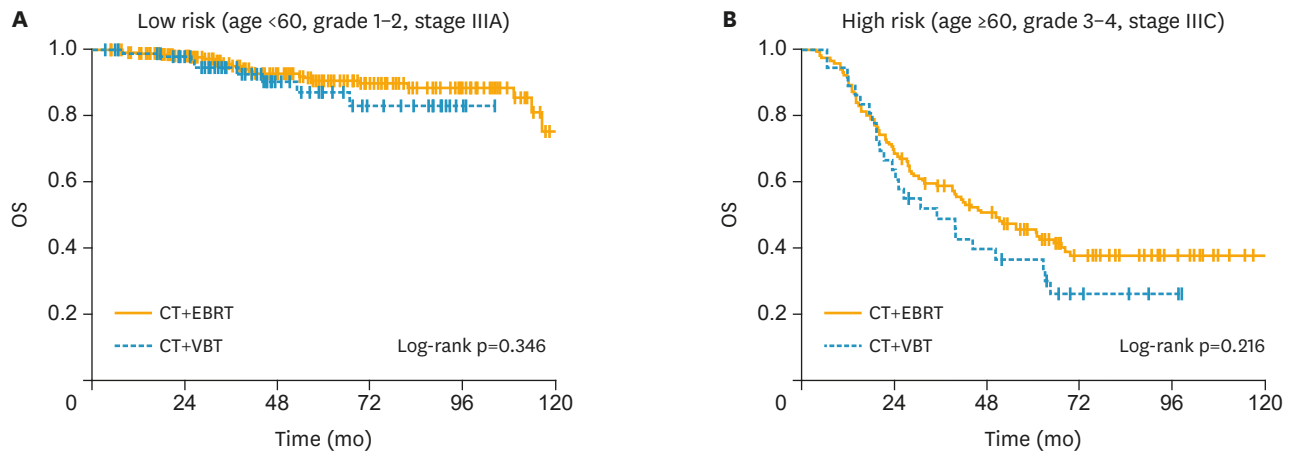 A
Low risk (age <60, grade 1–2, stage IIIA)
1.0
0.8
0.6
0.4
0.2
OS
CT+EBRT
CT+VBT
Log-rank p=0.346
0 24 48 72 96 120
Time (mo)
B
High risk (age ≥60, grade 3–4, stage IIIC)
1.0
0.8
0.6
0.4
0.2
OS
CT+EBRT
CT+VBT
Log-rank p=0.216
0 24 48 72 96 120
Time (mo)